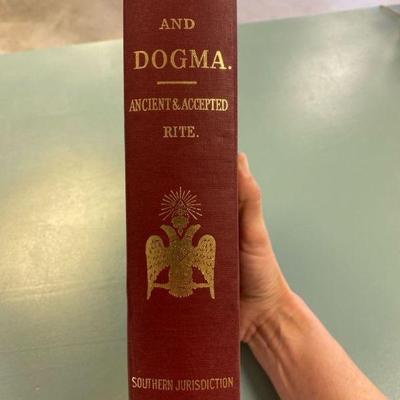 AND
DOGMA.
ANCIENT & ACCEPTED
RITE.
SOUTHERN JURISDICTION